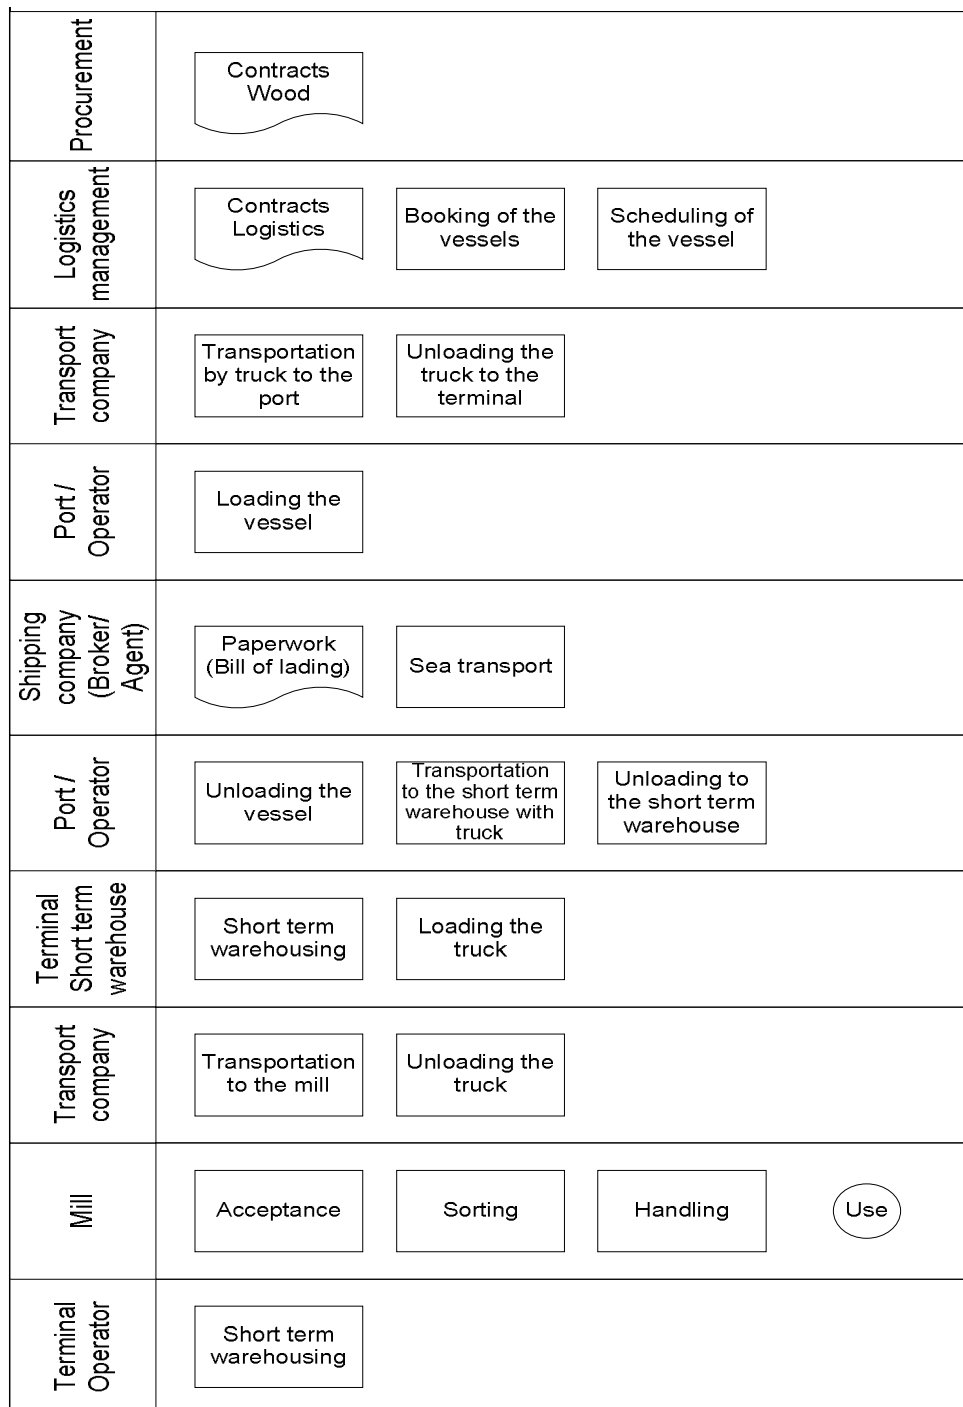 Procurement
Contracts
Wood
Logistics
management
Contracts
Logistics
Booking of the
vessels
Scheduling of
the vessel
Transport
company
Transportation
by truck to the
port
Unloading the
truck to the
terminal
Port /
Operator
Loading the
vessel
Shipping
company
(Broker/
Agent)
Paperwork
(Bill of lading)
Sea transport
Port /
Operator
Unloading the
vessel
Transportation
to the short term
warehouse with
truck
Unloading to
the short term
warehouse
Terminal
Short term
warehouse
Short term
warehousing
Loading the
truck
Transport
company
Transportation
to the mill
Unloading the
truck
Mill
Acceptance
Sorting
Handling
Use
Terminal
Operator
Short term
warehousing